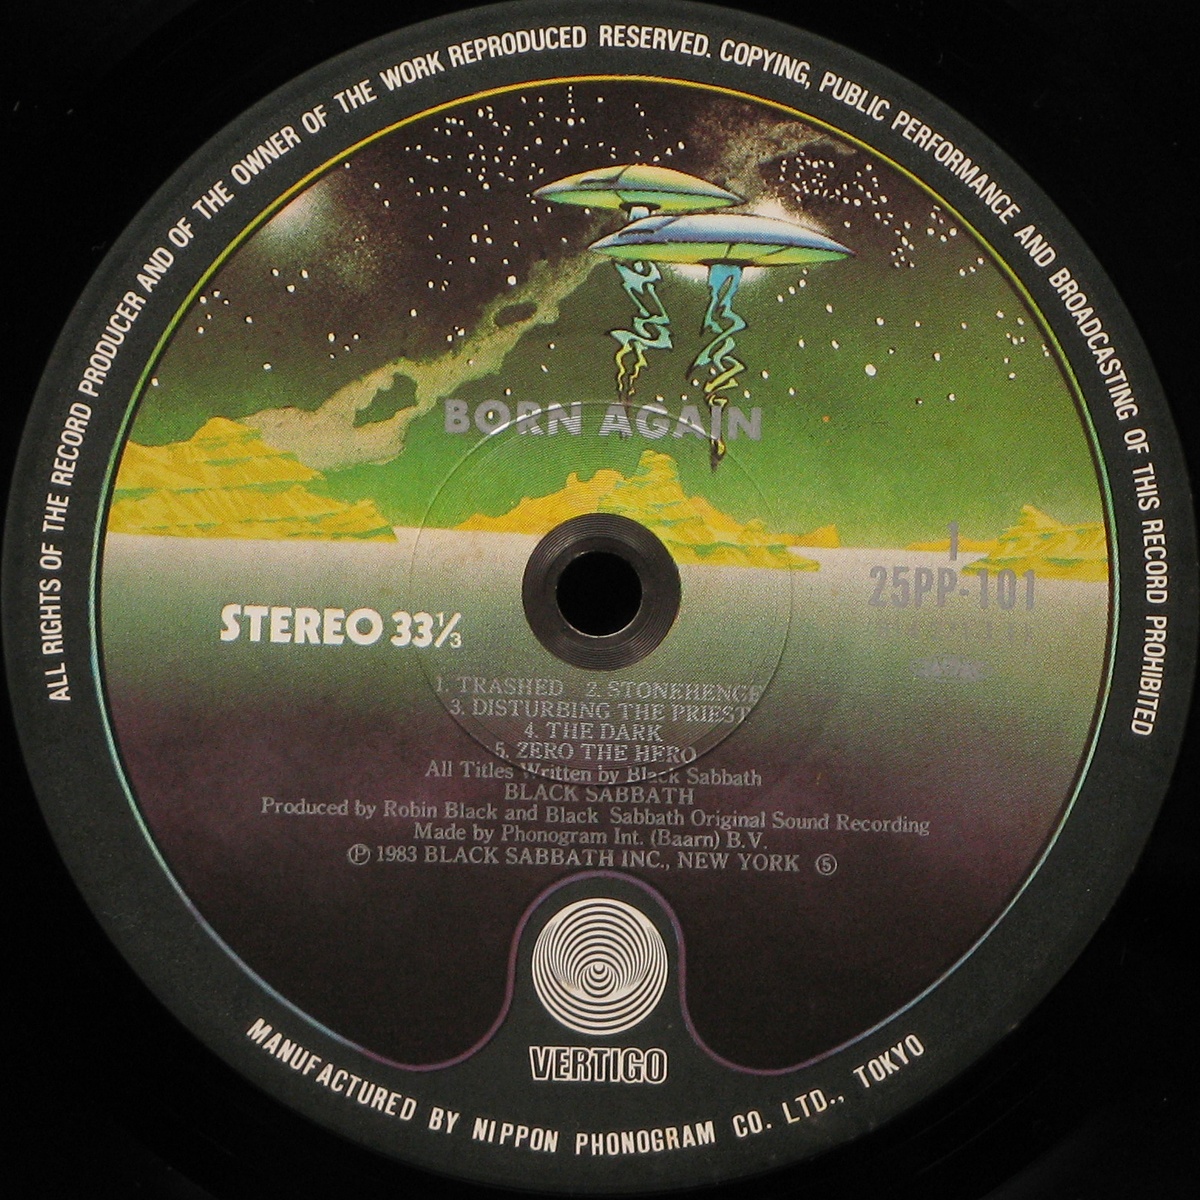 ALL RIGHTS OF THE RECORD PRODUCER AND OF THE OWNER OF THE WORK REPRODUCED RESERVED. COPYING, PUBLIC PERFORMANCE AND BROADCASTING OF THIS RECORD PROHIBITED
BORN AGAIN
1
25PP-101
STEREO 33⅓
1. TRASHED 2. STONEHENGE
3. DISTURBING THE PRIEST
4. THE DARK
5. ZERO THE HERO
All Titles Written by Black Sabbath
BLACK SABBATH
Produced by Robin Black and Black Sabbath Original Sound Recording
Made by Phonogram Int. (Baarn) B.V.
Ⓟ 1983 BLACK SABBATH INC., NEW YORK ⑤
VERTIGO
MANUFACTURED BY NIPPON PHONOGRAM CO. LTD., TOKYO